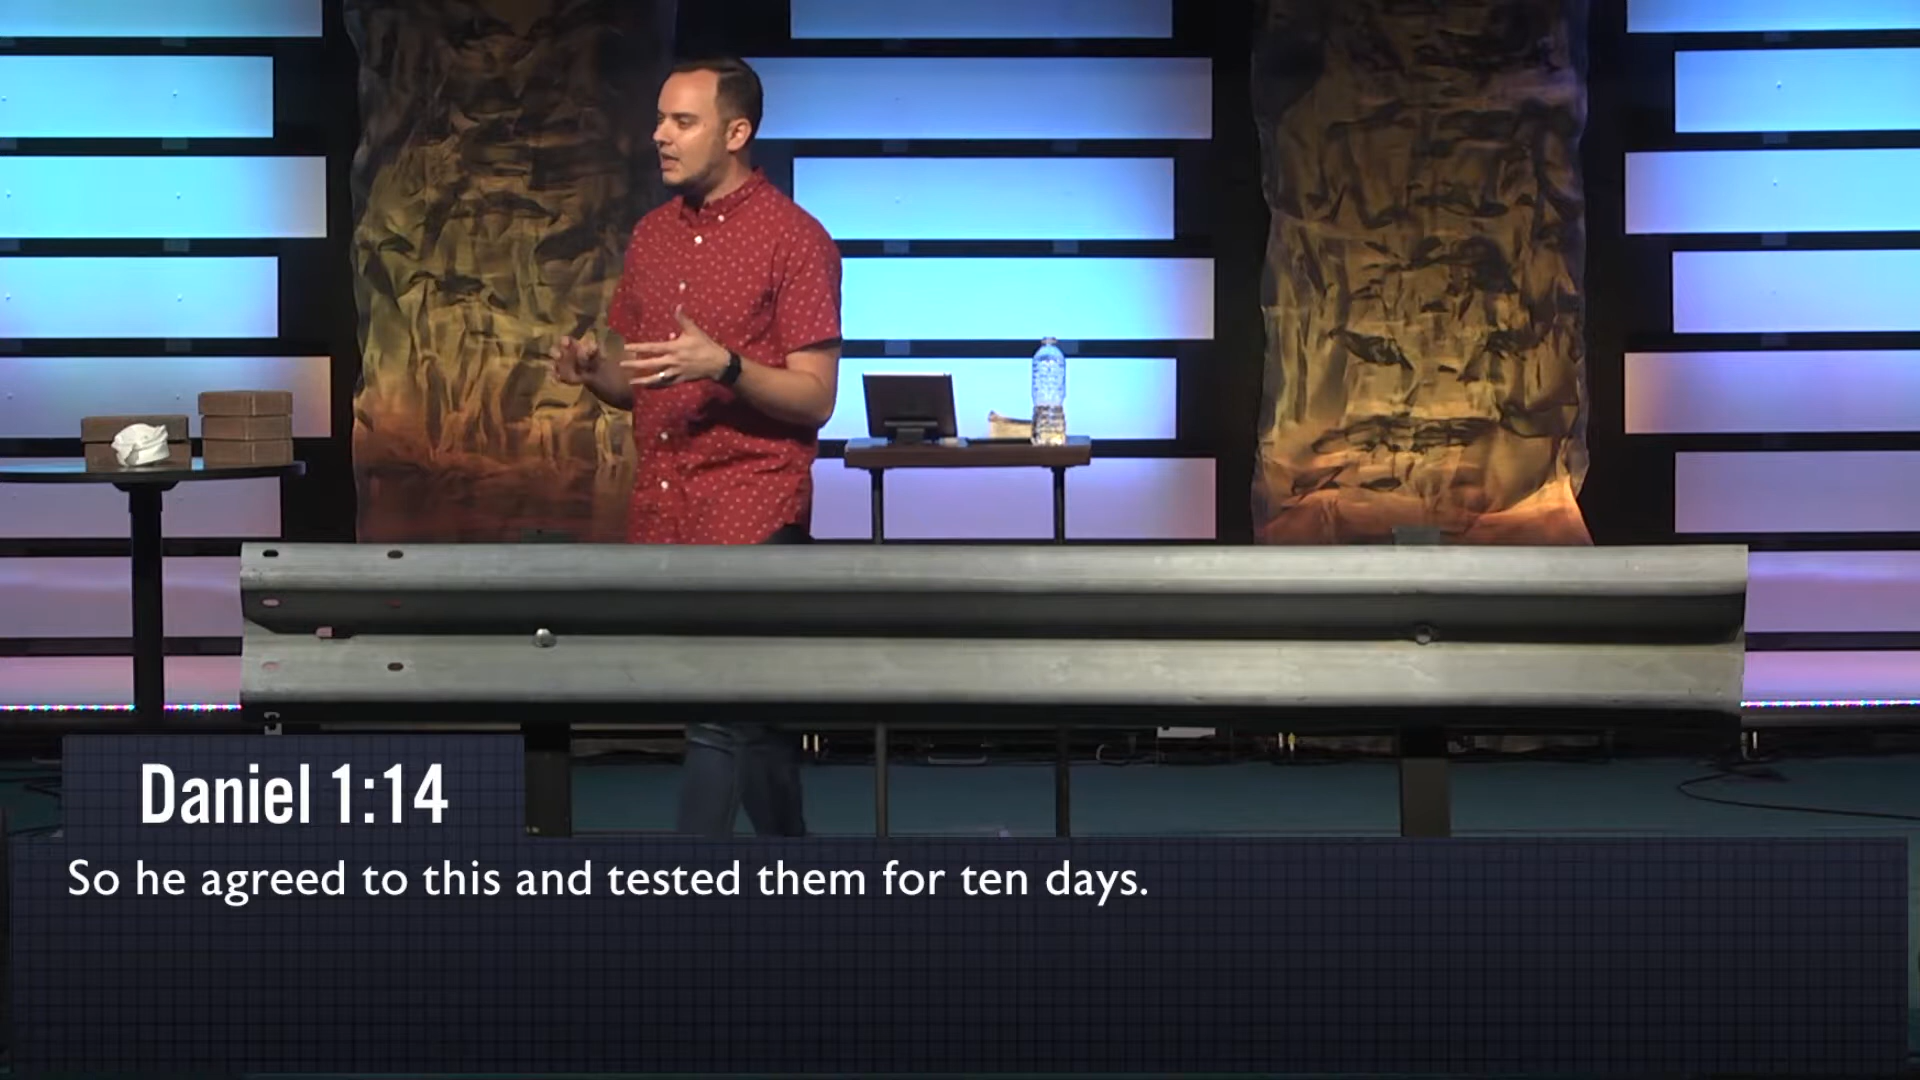 Daniel 1:14
So he agreed to this and tested them for ten days.